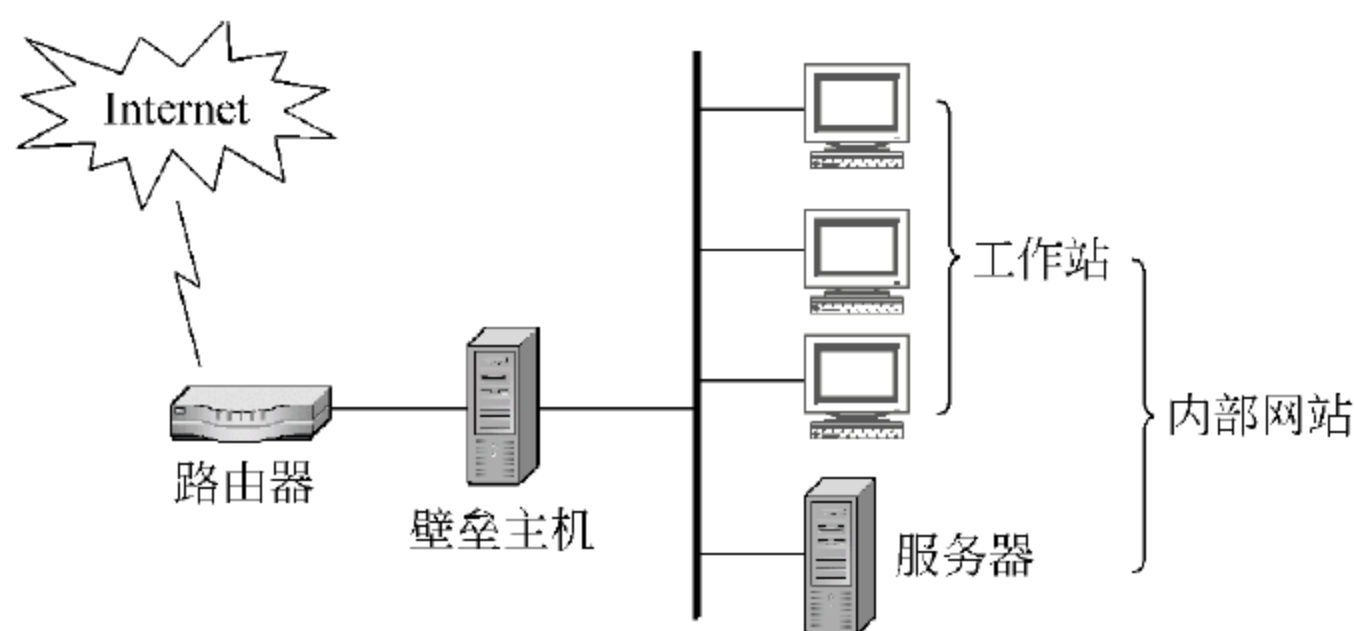 Internet
工作站
内部网站
路由器
壁垒主机
服务器